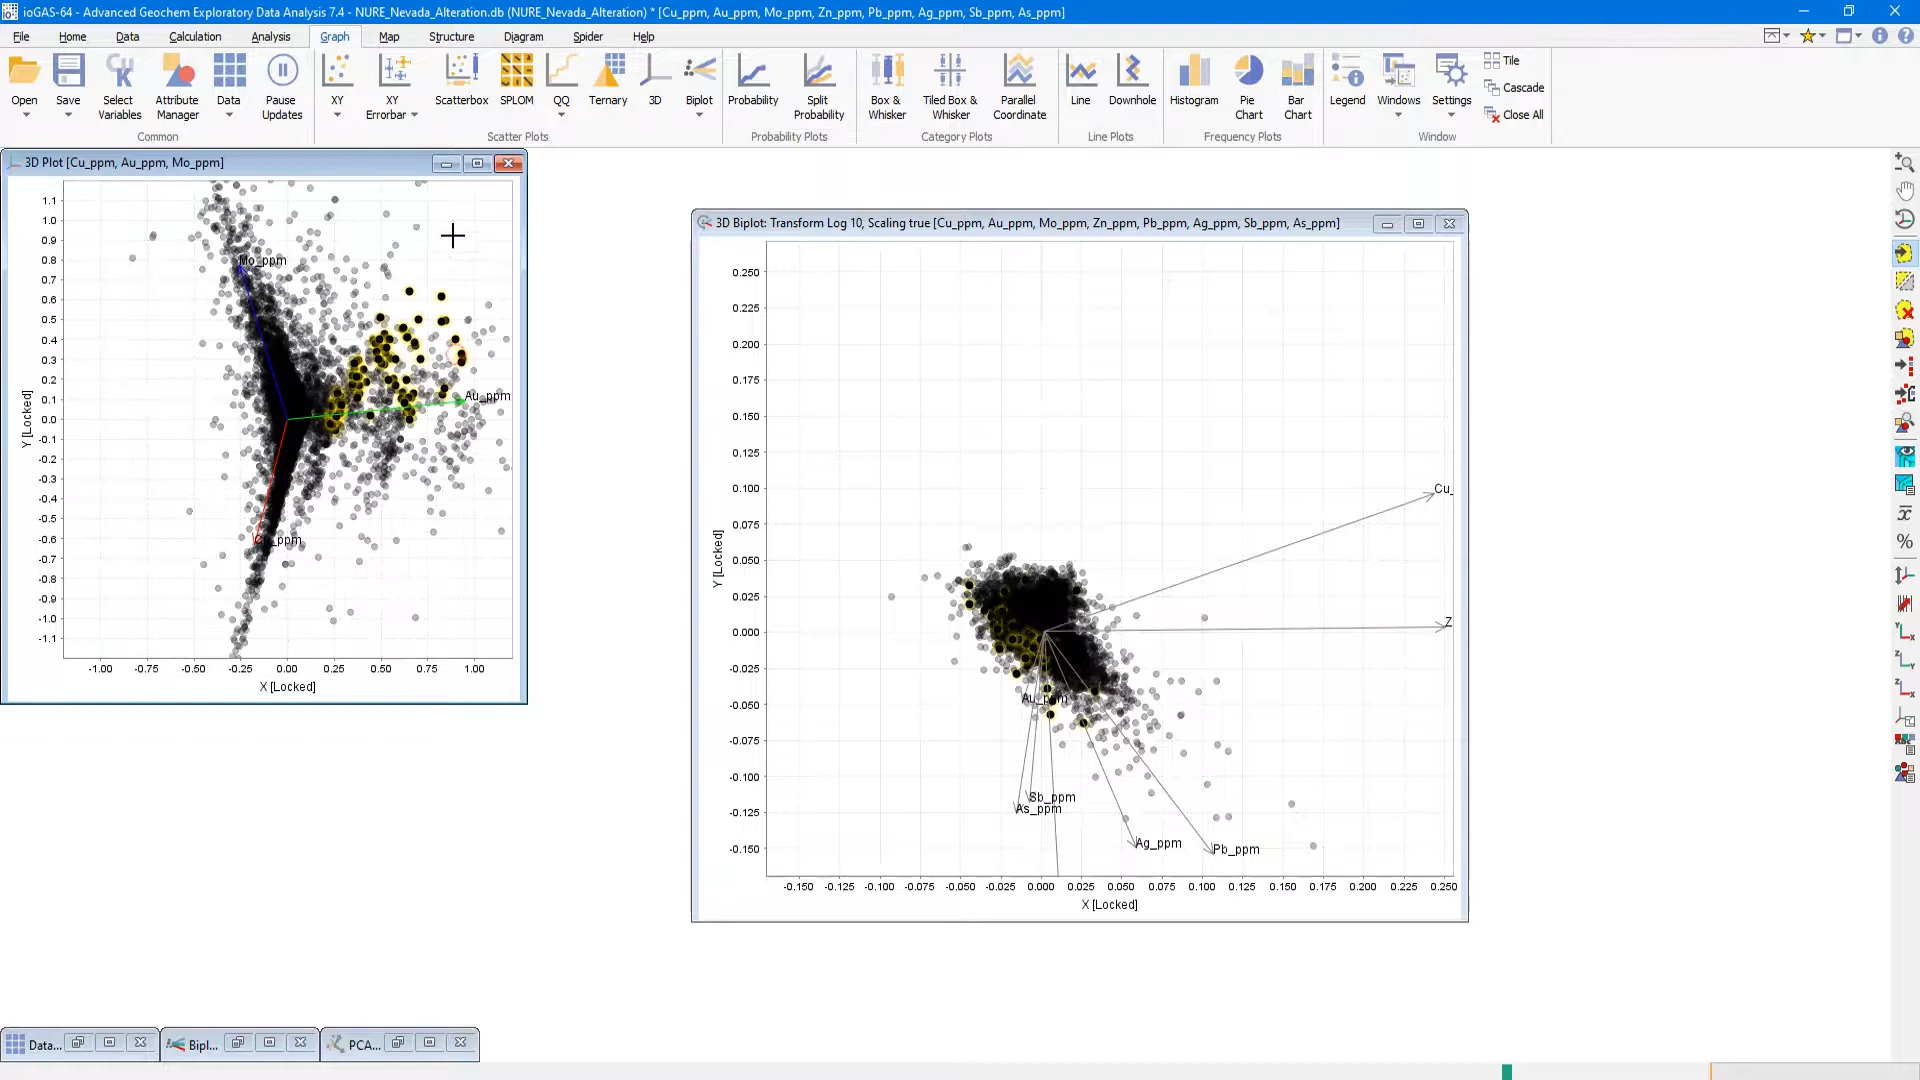 ioGAS-64 - Advanced Geochem Exploratory Data Analysis 7.4 - NURE_Nevada_Alteration.db (NURE_Nevada_Alteration) * [Cu_ppm, Au_ppm, Mo_ppm, Zn_ppm, Pb_ppm, Ag_ppm, Sb_ppm, As_ppm]
File Home Data Calculation Analysis Graph Map Structure Diagram Spider Help
Open Save Select Variables Attribute Manager Data Pause Updates XY XY Errorbar Scatterbox SPLOM QQ Ternary 3D Biplot Probability Split Probability Box & Whisker Tiled Box & Whisker Parallel Coordinate Line Downhole Histogram Pie Chart Bar Chart Legend Windows Settings
Tile
Cascade
Close All
Common Scatter Plots Probability Plots Category Plots Line Plots Frequency Plots Window
3D Plot [Cu_ppm, Au_ppm, Mo_ppm]
1.1
1.0
0.9
0.8
0.7
0.6
0.5
0.4
0.3
0.2
0.1
0.0
-0.1
-0.2
-0.3
-0.4
-0.5
-0.6
-0.7
-0.8
-0.9
-1.0
-1.1
Y [Locked]
Mo_ppm
Au_ppm
-1.00 -0.75 -0.50 -0.25 0.00 0.25 0.50 0.75 1.00
X [Locked]
3D Biplot: Transform Log 10, Scaling true [Cu_ppm, Au_ppm, Mo_ppm, Zn_ppm, Pb_ppm, Ag_ppm, Sb_ppm, As_ppm]
0.250
0.225
0.200
0.175
0.150
0.125
0.100
0.075
0.050
0.025
0.000
-0.025
-0.050
-0.075
-0.100
-0.125
-0.150
Y [Locked]
Cu_
Z
Au_ppm
Sb_ppm
As_ppm
Ag_ppm
Pb_ppm
-0.150 -0.125 -0.100 -0.075 -0.050 -0.025 0.000 0.025 0.050 0.075 0.100 0.125 0.150 0.175 0.200 0.225 0.250
X [Locked]
Data... Bipl... PCA...